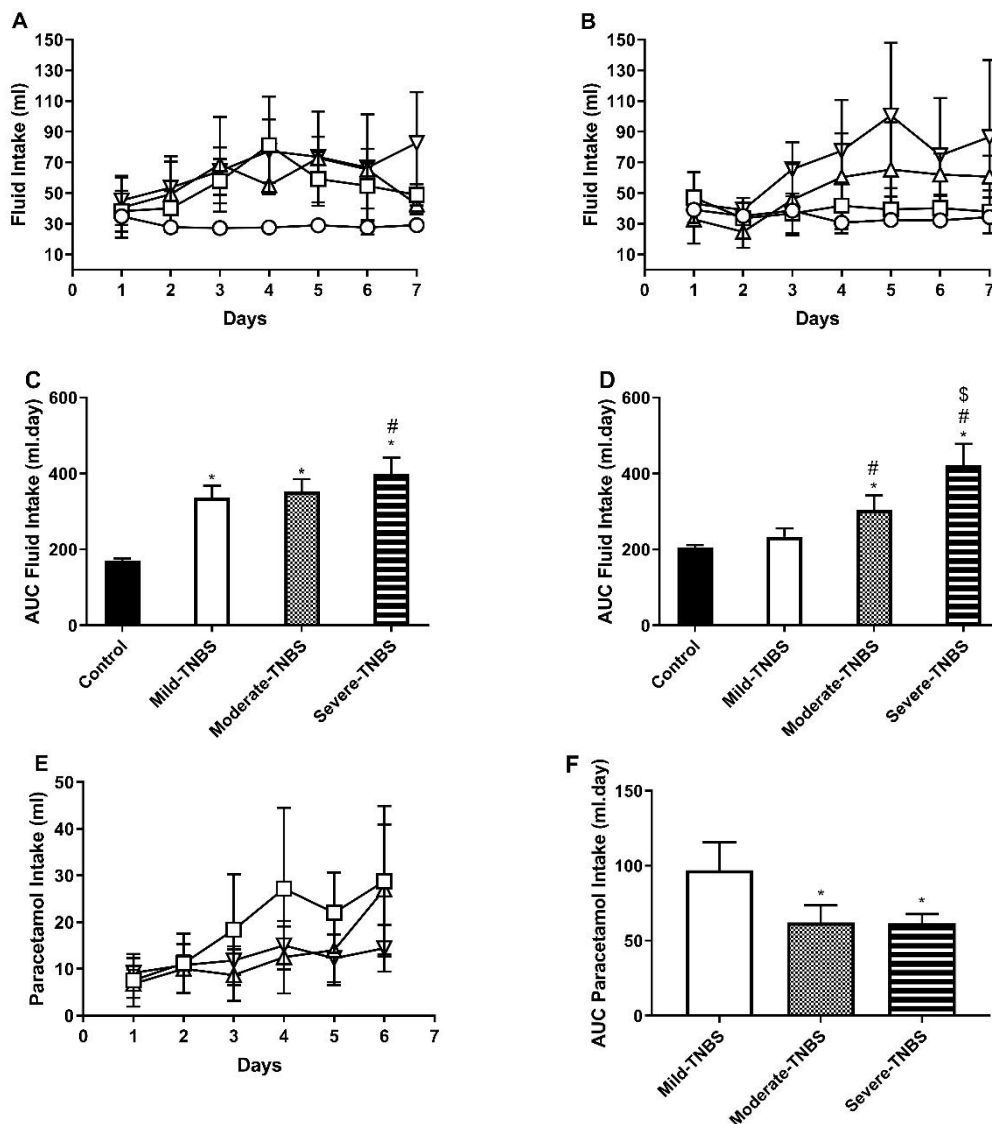 A
Fluid Intake (ml)
150
130
110
90
70
50
30
10
0 1 2 3 4 5 6 7
Days
B
Fluid Intake (ml)
150
130
110
90
70
50
30
10
0 1 2 3 4 5 6 7
Days
C
AUC Fluid Intake (ml.day)
600
400
200
0
*
*
#
*
Control
Mild-TNBS
Moderate-TNBS
Severe-TNBS
D
AUC Fluid Intake (ml.day)
600
400
200
0
#
*
$
#
*
Control
Mild-TNBS
Moderate-TNBS
Severe-TNBS
E
Paracetamol Intake (ml)
50
40
30
20
10
0
0 1 2 3 4 5 6 7
Days
F
AUC Paracetamol Intake (ml.day)
150
100
50
0
*
*
Mild-TNBS
Moderate-TNBS
Severe-TNBS